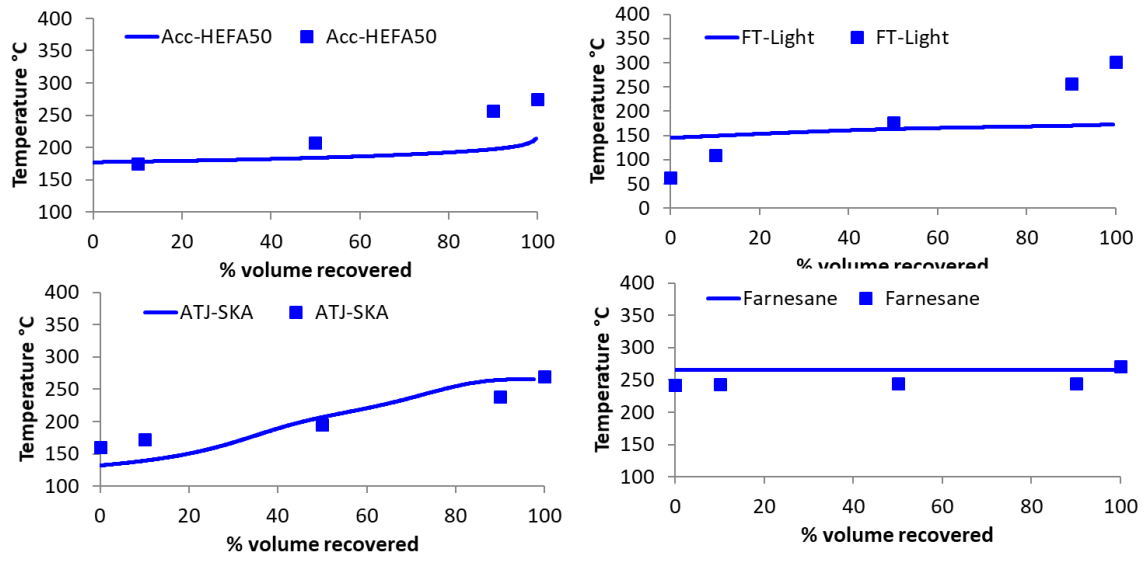 400
350
300
250
200
150
100
Temperature °C
Acc-HEFA50 Acc-HEFA50
0 20 40 60 80 100
% volume recovered
400
350
300
250
200
150
100
50
0
Temperature °C
FT-Light FT-Light
0 20 40 60 80 100
% volume recovered
400
350
300
250
200
150
100
Temperature °C
ATJ-SKA ATJ-SKA
0 20 40 60 80 100
% volume recovered
400
350
300
250
200
150
100
Temperature °C
Farnesane Farnesane
0 20 40 60 80 100
% volume recovered